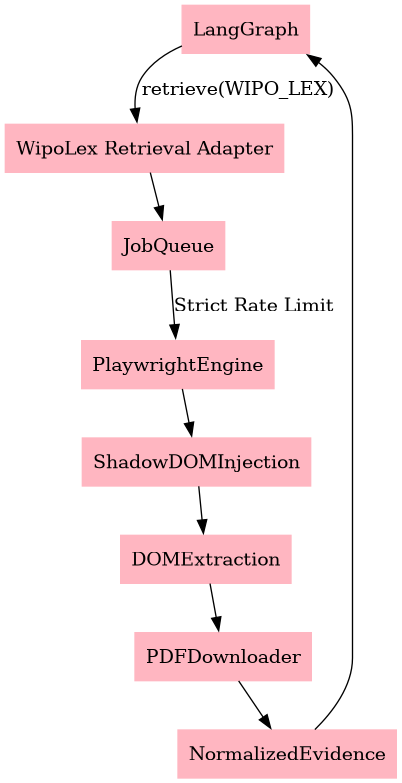 LangGraph
retrieve(WIPO_LEX)
WipoLex Retrieval Adapter
JobQueue
Strict Rate Limit
PlaywrightEngine
ShadowDOMInjection
DOMExtraction
PDFDownloader
NormalizedEvidence